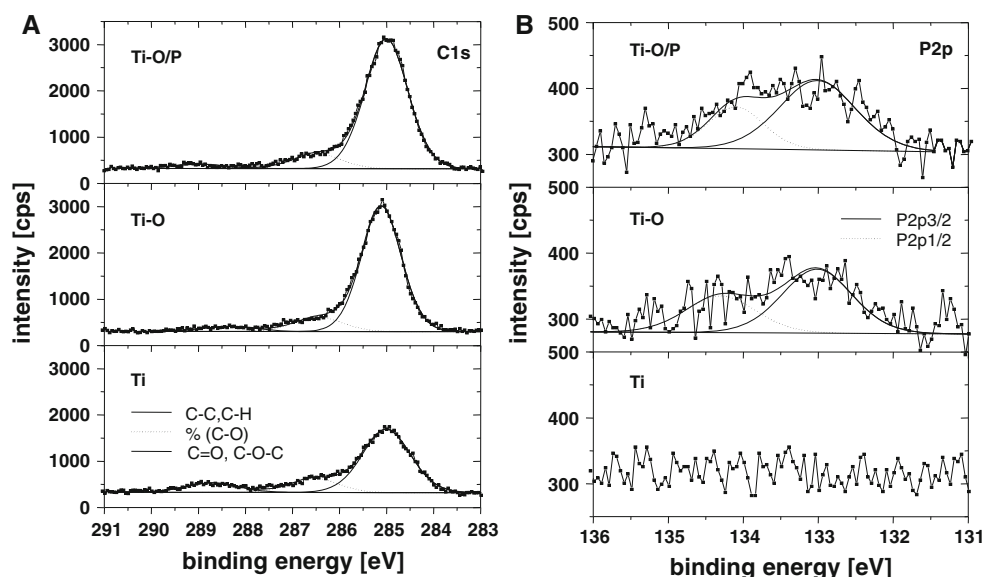 A
Ti-O/P
C1s
3000
2000
1000
0
Ti-O
3000
2000
1000
0
Ti
3000
2000
1000
0
C-C,C-H
% (C-O)
C=O, C-O-C
intensity [cps]
291 290 289 288 287 286 285 284 283
binding energy [eV]
B
Ti-O/P
P2p
500
400
300
Ti-O
500
400
300
P2p3/2
P2p1/2
Ti
500
400
300
intensity [cps]
136 135 134 133 132 131
binding energy [eV]